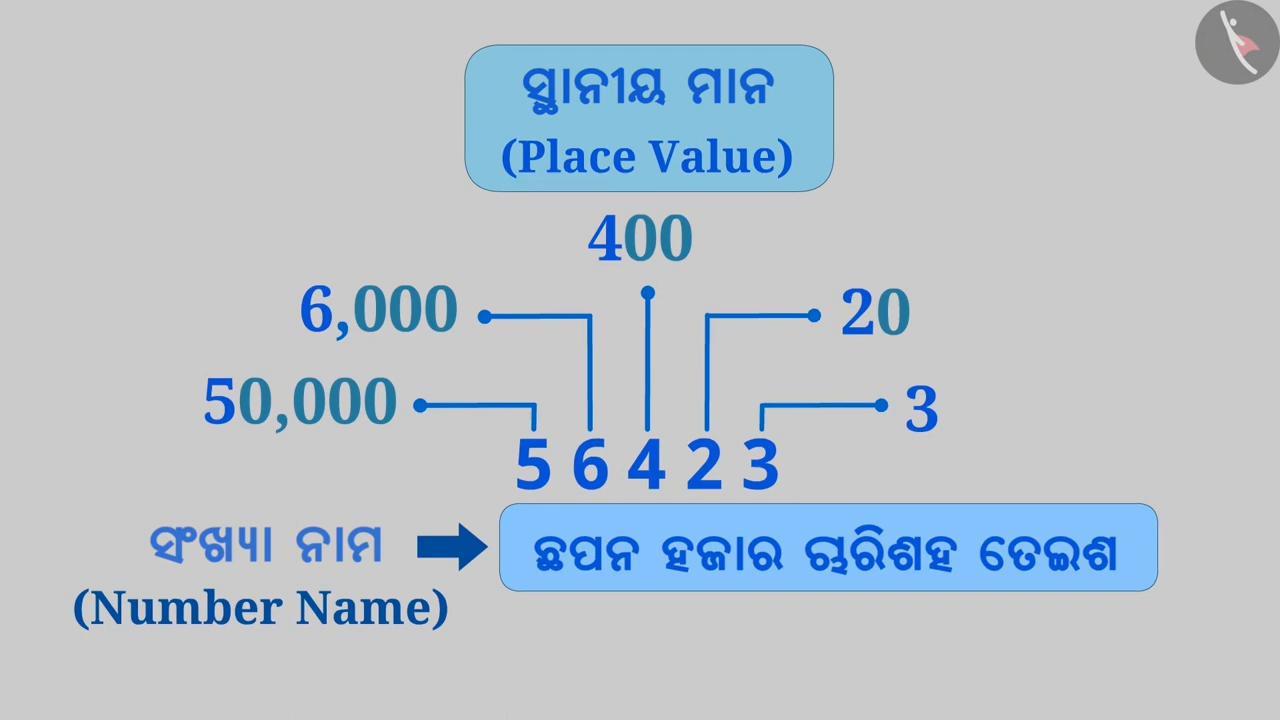 ସ୍ଥାନୀୟ ମାନ
(Place Value)
400
6,000
20
50,000
3
5 6 4 2 3
ସଂଖ୍ୟା ନାମ
ଛପନ ହଜାର ଚାରିଶହ ତେଇଶ
(Number Name)